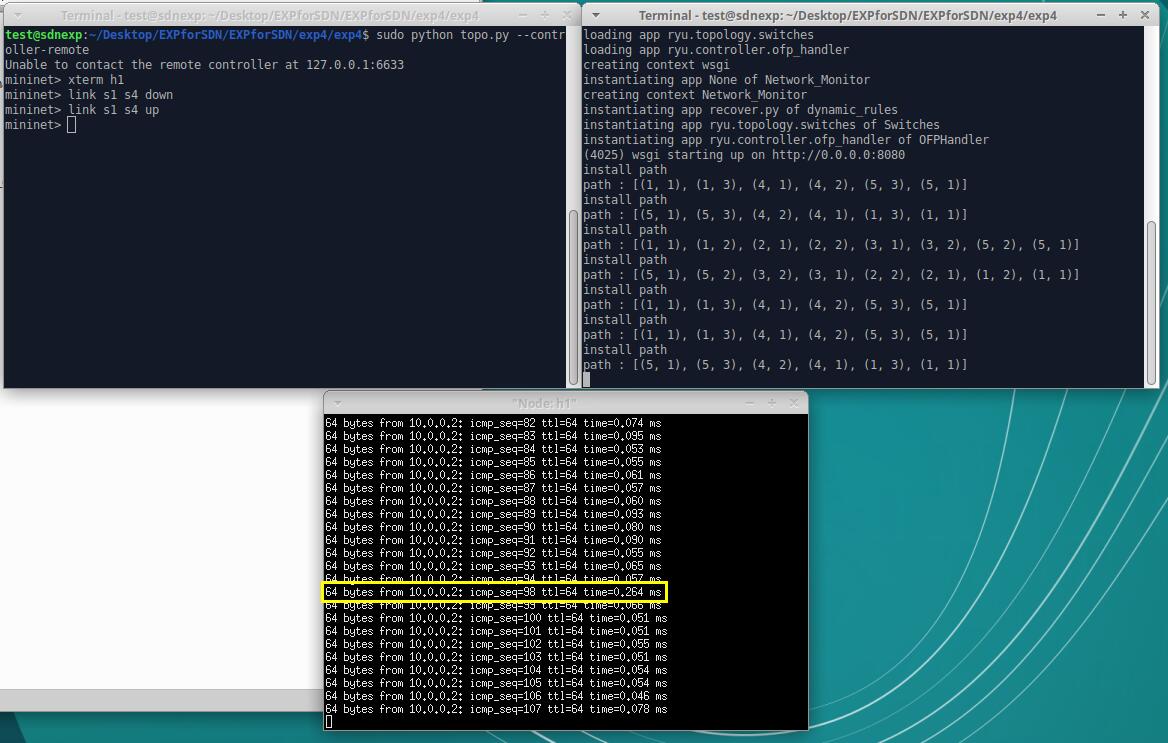 Terminal - test@sdnexp: ~/Desktop/EXPforSDN/EXPforSDN/exp4/exp4
test@sdnexp:~/Desktop/EXPforSDN/EXPforSDN/exp4/exp4$ sudo python topo.py --contr
oller-remote
Unable to contact the remote controller at 127.0.0.1:6633
mininet> xterm h1
mininet> link s1 s4 down
mininet> link s1 s4 up
mininet>
Terminal - test@sdnexp: ~/Desktop/EXPforSDN/EXPforSDN/exp4/exp4
loading app ryu.topology.switches
loading app ryu.controller.ofp_handler
creating context wsgi
instantiating app None of Network_Monitor
creating context Network_Monitor
instantiating app recover.py of dynamic_rules
instantiating app ryu.topology.switches of Switches
instantiating app ryu.controller.ofp_handler of OFPHandler
(4025) wsgi starting up on http://0.0.0.0:8080
install path
path : [(1, 1), (1, 3), (4, 1), (4, 2), (5, 3), (5, 1)]
install path
path : [(5, 1), (5, 3), (4, 2), (4, 1), (1, 3), (1, 1)]
install path
path : [(1, 1), (1, 2), (2, 1), (2, 2), (3, 1), (3, 2), (5, 2), (5, 1)]
install path
path : [(5, 1), (5, 2), (3, 2), (3, 1), (2, 2), (2, 1), (1, 2), (1, 1)]
install path
path : [(1, 1), (1, 3), (4, 1), (4, 2), (5, 3), (5, 1)]
install path
path : [(1, 1), (1, 3), (4, 1), (4, 2), (5, 3), (5, 1)]
install path
path : [(5, 1), (5, 3), (4, 2), (4, 1), (1, 3), (1, 1)]
"Node: h1"
64 bytes from 10.0.0.2: icmp_seq=82 ttl=64 time=0.074 ms
64 bytes from 10.0.0.2: icmp_seq=83 ttl=64 time=0.095 ms
64 bytes from 10.0.0.2: icmp_seq=84 ttl=64 time=0.053 ms
64 bytes from 10.0.0.2: icmp_seq=85 ttl=64 time=0.055 ms
64 bytes from 10.0.0.2: icmp_seq=86 ttl=64 time=0.061 ms
64 bytes from 10.0.0.2: icmp_seq=87 ttl=64 time=0.057 ms
64 bytes from 10.0.0.2: icmp_seq=88 ttl=64 time=0.060 ms
64 bytes from 10.0.0.2: icmp_seq=89 ttl=64 time=0.093 ms
64 bytes from 10.0.0.2: icmp_seq=90 ttl=64 time=0.080 ms
64 bytes from 10.0.0.2: icmp_seq=91 ttl=64 time=0.090 ms
64 bytes from 10.0.0.2: icmp_seq=92 ttl=64 time=0.055 ms
64 bytes from 10.0.0.2: icmp_seq=93 ttl=64 time=0.065 ms
64 bytes from 10.0.0.2: icmp_seq=94 ttl=64 time=0.057 ms
64 bytes from 10.0.0.2: icmp_seq=98 ttl=64 time=0.264 ms
64 bytes from 10.0.0.2: icmp_seq=99 ttl=64 time=0.066 ms
64 bytes from 10.0.0.2: icmp_seq=100 ttl=64 time=0.051 ms
64 bytes from 10.0.0.2: icmp_seq=101 ttl=64 time=0.051 ms
64 bytes from 10.0.0.2: icmp_seq=102 ttl=64 time=0.055 ms
64 bytes from 10.0.0.2: icmp_seq=103 ttl=64 time=0.051 ms
64 bytes from 10.0.0.2: icmp_seq=104 ttl=64 time=0.054 ms
64 bytes from 10.0.0.2: icmp_seq=105 ttl=64 time=0.054 ms
64 bytes from 10.0.0.2: icmp_seq=106 ttl=64 time=0.046 ms
64 bytes from 10.0.0.2: icmp_seq=107 ttl=64 time=0.078 ms